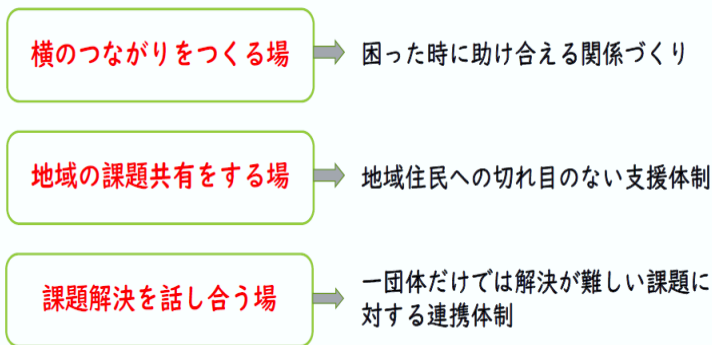 横のつながりをつくる場
困った時に助け合える関係づくり
地域の課題共有をする場
地域住民への切れ目のない支援体制
課題解決を話し合う場
一団体だけでは解決が難しい課題に
対する連携体制